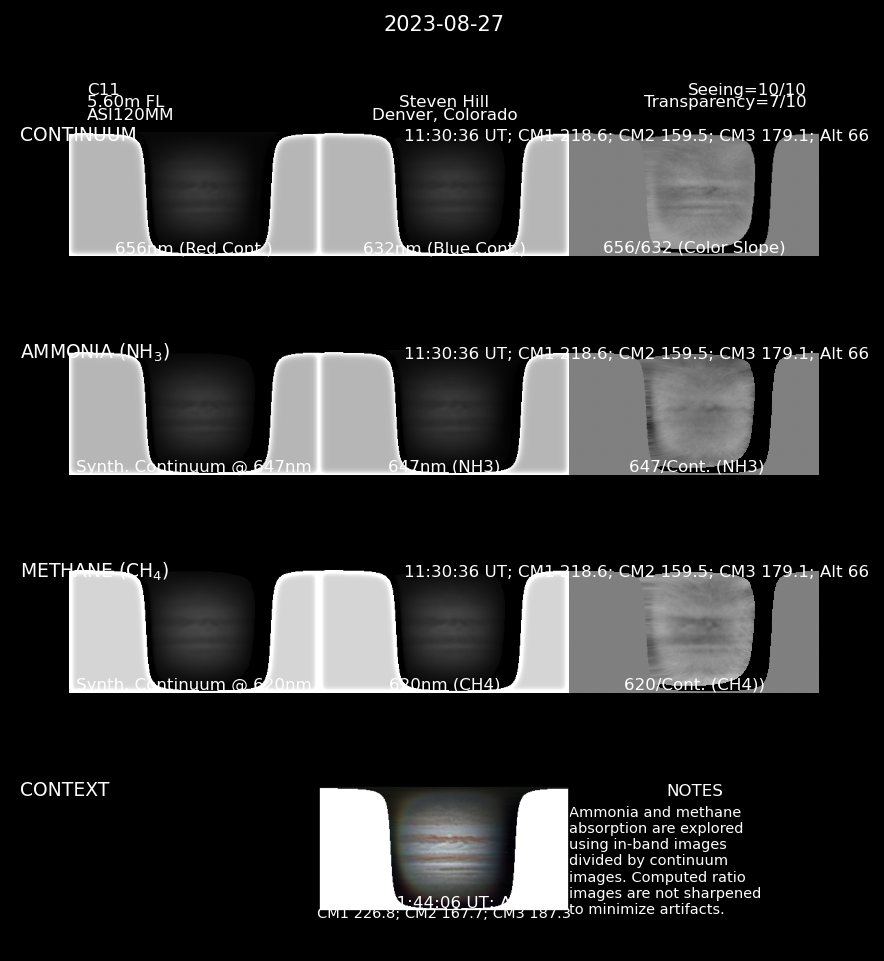 2023-08-27
C11
5.60m FL
ASI120MM
Steven Hill
Denver, Colorado
Seeing=10/10
Transparency=7/10
CONTINUUM
11:30:36 UT; CM1 218.6; CM2 159.5; CM3 179.1; Alt 66
656nm (Red Cont.)
632nm (Blue Cont.)
656/632 (Color Slope)
AMMONIA (NH3)
11:30:36 UT; CM1 218.6; CM2 159.5; CM3 179.1; Alt 66
Synth. Continuum @ 647nm
647nm (NH3)
647/Cont. (NH3)
METHANE (CH4)
11:30:36 UT; CM1 218.6; CM2 159.5; CM3 179.1; Alt 66
Synth. Continuum @ 620nm
620nm (CH4)
620/Cont. (CH4))
CONTEXT
1:44:06 UT;
CM1 226.8; CM2 167.7; CM3 187.3
NOTES
Ammonia and methane
absorption are explored
using in-band images
divided by continuum
images. Computed ratio
images are not sharpened
to minimize artifacts.